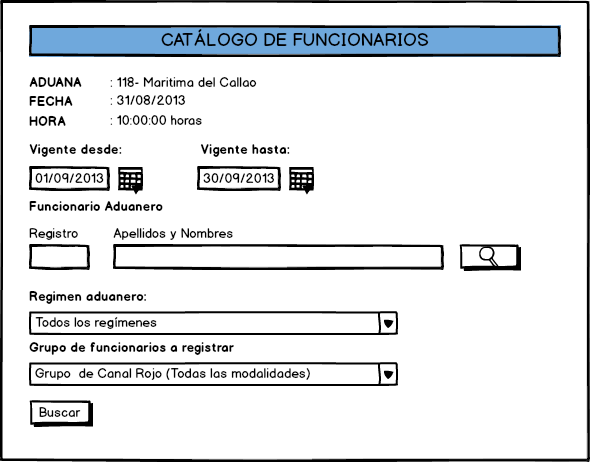 CATÁLOGO DE FUNCIONARIOS
ADUANA : 118- Maritima del Callao
FECHA : 31/08/2013
HORA : 10:00:00 horas
Vigente desde: Vigente hasta:
01/09/2013 30/09/2013
Funcionario Aduanero
Registro Apellidos y Nombres
Regimen aduanero:
Todos los regímenes
Grupo de funcionarios a registrar
Grupo de Canal Rojo (Todas las modalidades)
Buscar